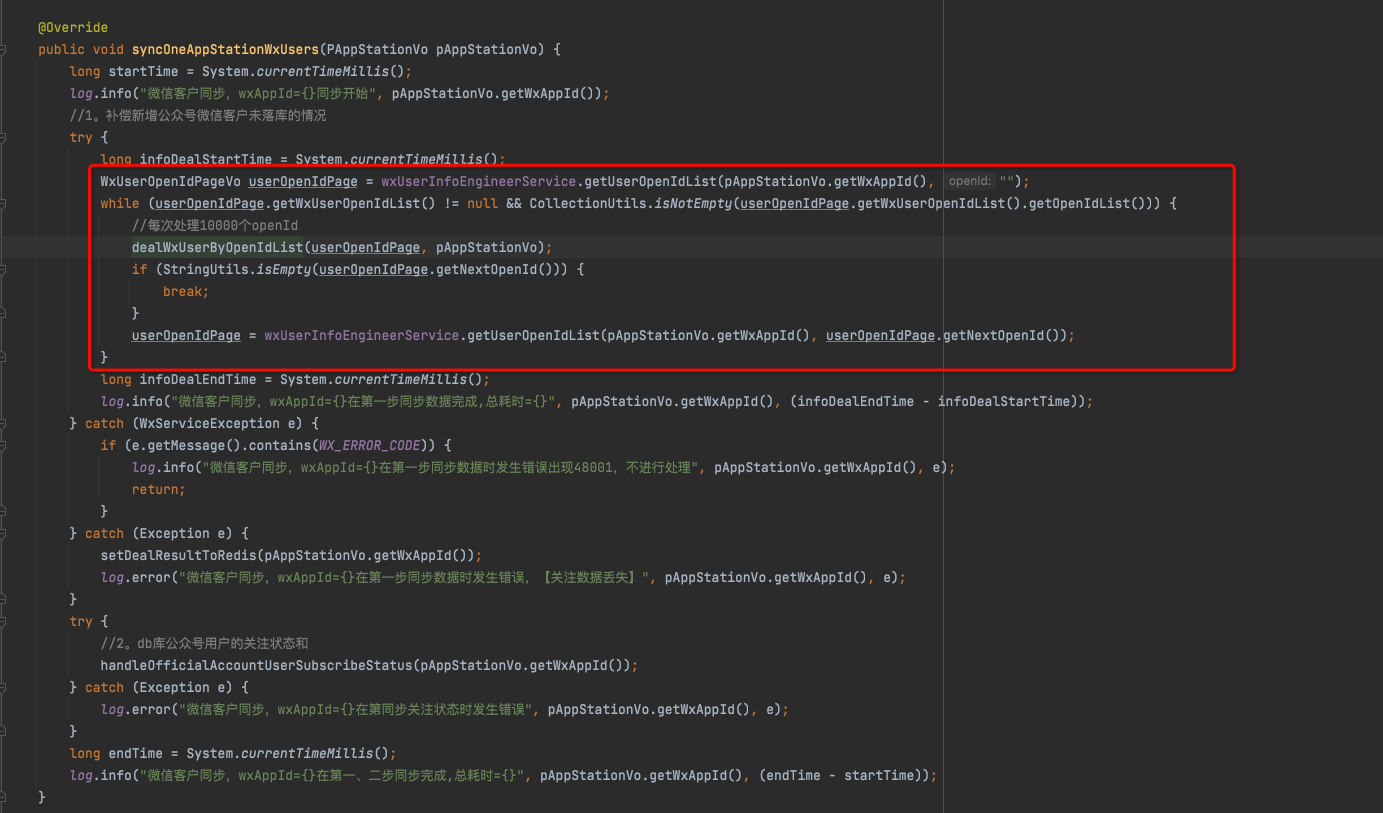 @Override
public void syncOneAppStationWxUsers(PAppStationVo pAppStationVo) {
long startTime = System.currentTimeMillis();
log.info("微信客户同步，wxAppId={}同步开始", pAppStationVo.getWxAppId());
//1。补偿新增公众号微信客户未落库的情况
try {
long infoDealStartTime = System.currentTimeMillis();
WxUserOpenIdPageVo userOpenIdPage = wxUserInfoEngineerService.getUserOpenIdList(pAppStationVo.getWxAppId(), openId: "");
while (userOpenIdPage.getWxUserOpenIdList() != null && CollectionUtils.isNotEmpty(userOpenIdPage.getWxUserOpenIdList().getOpenIdList())) {
//每次处理10000个openId
dealWxUserByOpenIdList(userOpenIdPage, pAppStationVo);
if (StringUtils.isEmpty(userOpenIdPage.getNextOpenId())) {
break;
}
userOpenIdPage = wxUserInfoEngineerService.getUserOpenIdList(pAppStationVo.getWxAppId(), userOpenIdPage.getNextOpenId());
}
long infoDealEndTime = System.currentTimeMillis();
log.info("微信客户同步，wxAppId={}在第一步同步数据完成,总耗时={}", pAppStationVo.getWxAppId(), (infoDealEndTime - infoDealStartTime));
} catch (WxServiceException e) {
if (e.getMessage().contains(WX_ERROR_CODE)) {
log.info("微信客户同步，wxAppId={}在第一步同步数据时发生错误出现48001，不进行处理", pAppStationVo.getWxAppId(), e);
return;
}
} catch (Exception e) {
setDealResultToRedis(pAppStationVo.getWxAppId());
log.error("微信客户同步，wxAppId={}在第一步同步数据时发生错误，【关注数据丢失】", pAppStationVo.getWxAppId(), e);
}
try {
//2。db库公众号用户的关注状态和
handleOfficialAccountUserSubscribeStatus(pAppStationVo.getWxAppId());
} catch (Exception e) {
log.error("微信客户同步，wxAppId={}在第同步关注状态时发生错误", pAppStationVo.getWxAppId(), e);
}
long endTime = System.currentTimeMillis();
log.info("微信客户同步，wxAppId={}在第一、二步同步完成,总耗时={}", pAppStationVo.getWxAppId(), (endTime - startTime));
}